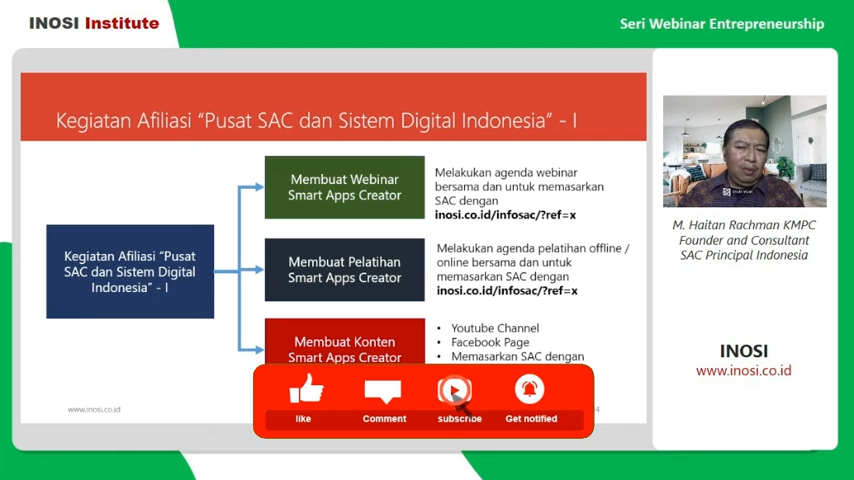 INOSI Institute
Seri Webinar Entrepreneurship
Kegiatan Afiliasi “Pusat SAC dan Sistem Digital Indonesia” - I
Kegiatan Afiliasi “Pusat
SAC dan Sistem Digital
Indonesia” - I
Membuat Webinar
Smart Apps Creator
Melakukan agenda webinar
bersama dan untuk memasarkan
SAC dengan
inosi.co.id/infosac/?ref=x
Membuat Pelatihan
Smart Apps Creator
Melakukan agenda pelatihan offline /
online bersama dan untuk
memasarkan SAC dengan
inosi.co.id/infosac/?ref=x
Membuat Konten
Smart Apps Creator
• Youtube Channel
• Facebook Page
• Memasarkan SAC dengan
like
Comment
subscribe
Get notified
www.inosi.co.id
4
M. Haitan Rachman KMPC
Founder and Consultant
SAC Principal Indonesia
INOSI
www.inosi.co.id